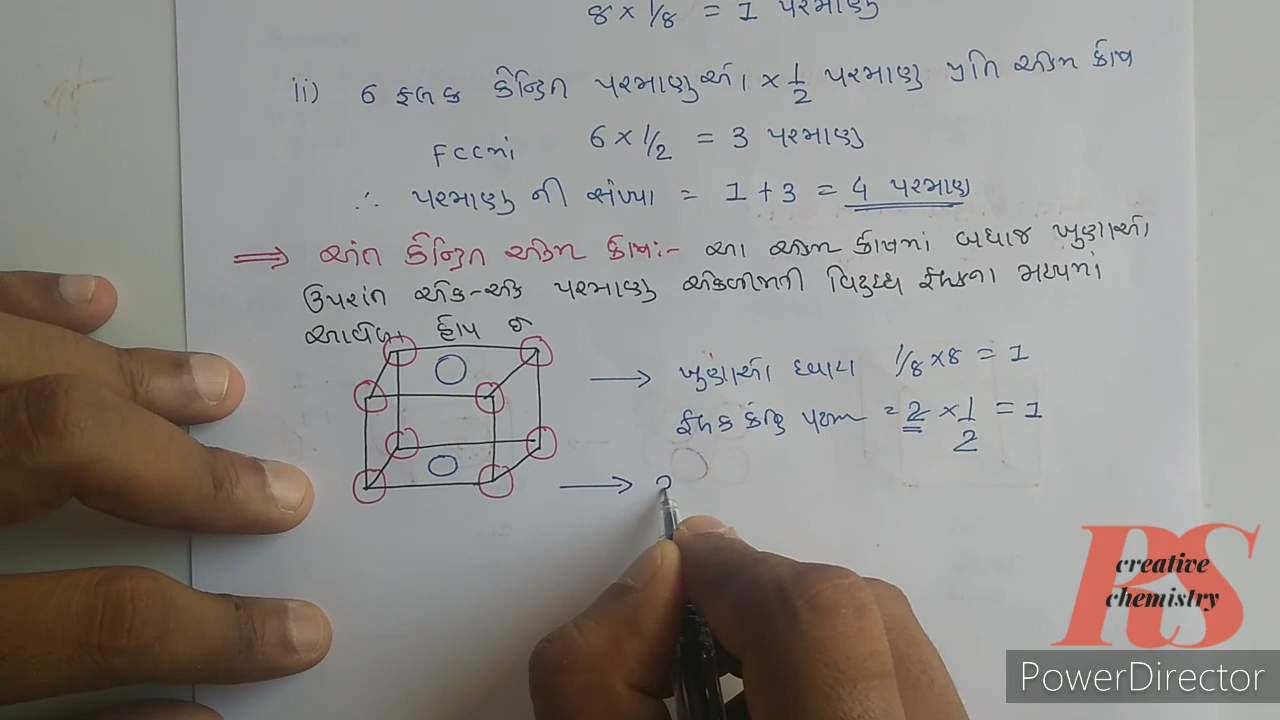 8 x 1/8 = 1 પરમાણુ
ii) 6 ફલક કેન્દ્રિત પરમાણુઓ x 1/2 પરમાણુ પ્રતિ એકમ કોષ
FCCમાં 6 x 1/2 = 3 પરમાણુ
∴ પરમાણુ ની સંખ્યા = 1 + 3 = 4 પરમાણુ
⟹ અંત કેન્દ્રિત એકમ કોષ:- આ એકમ કોષમાં બધાજ ખુણાઓ
ઉપરાંત એક-એક પરમાણુ એકબીજાની વિરુધ્ધ ફલકના મધ્યમાં
આવેલા હોય છે
→ ખુણાઓ 1/8 x 8 = 1
ફલક = 2 x 1/2 = 1
→
creative
chemistry
RS
PowerDirector